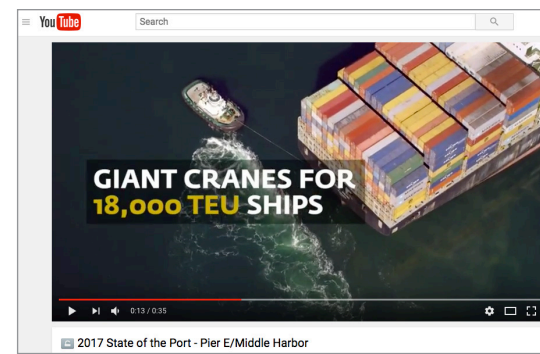 YouTube
Search
GIANT CRANES FOR
18,000 TEU SHIPS
0:13 / 0:35
2017 State of the Port - Pier E/Middle Harbor